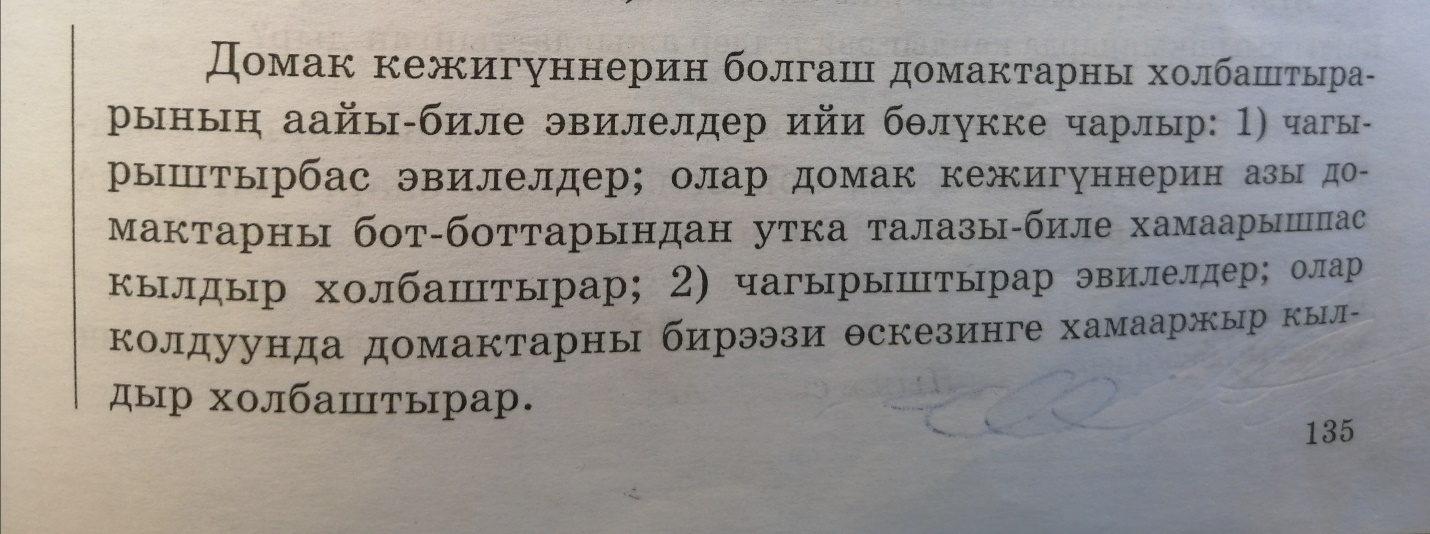 Домак кежигүннерин болгаш домактарны холбаштыра-
рының аайы-биле эвилелдер ийи бөлүкке чарлыр: 1) чагы-
рыштырбас эвилелдер; олар домак кежигүннерин азы до-
мактарны бот-боттарындан утка талазы-биле хамаарышпас
кылдыр холбаштырар; 2) чагырыштырар эвилелдер; олар
колдуунда домактарны бирээзи өскезинге хамааржыр кыл-
дыр холбаштырар.
135